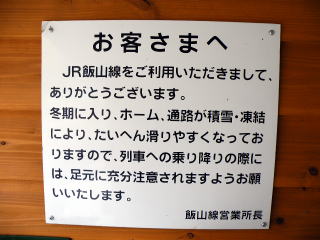 お客さまへ
JR飯山線をご利用いただきまして、
ありがとうございます。
冬期に入り、ホーム、通路が積雪・凍結
により、たいへん滑りやすくなってお
りますので、列車への乗り降りの際に
は、足元に充分注意されますようお願
いいたします。
飯山線営業所長